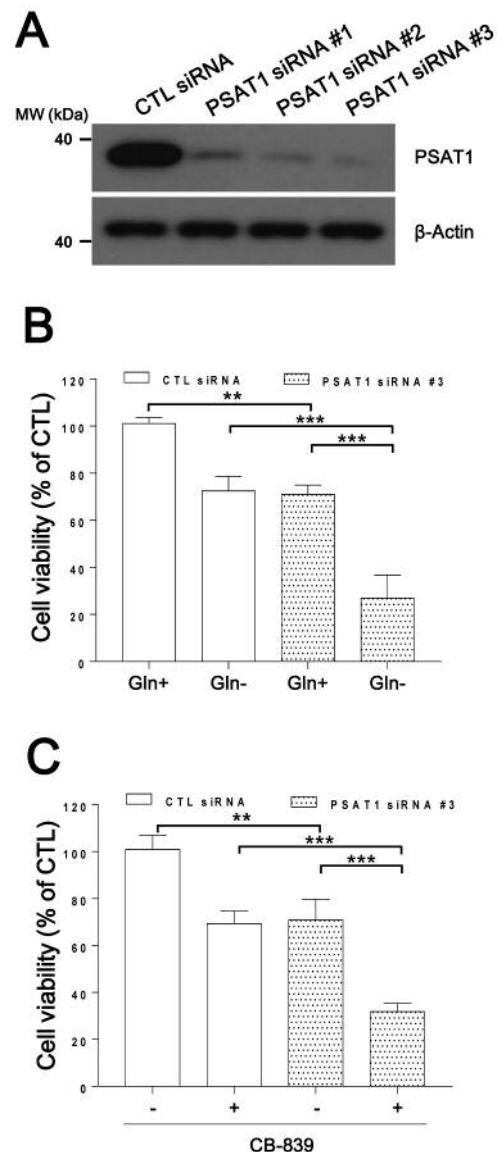 A
CTL siRNA
PSAT1 siRNA #1
PSAT1 siRNA #2
PSAT1 siRNA #3
MW (kDa)
40
PSAT1
40
β-Actin
B
CTL siRNA
PSAT1 siRNA #3
Cell viability (% of CTL)
120
100
80
60
40
20
0
**
***
***
Gln+ Gln- Gln+ Gln-
C
CTL siRNA
PSAT1 siRNA #3
Cell viability (% of CTL)
120
100
80
60
40
20
0
**
***
***
- + - +
CB-839